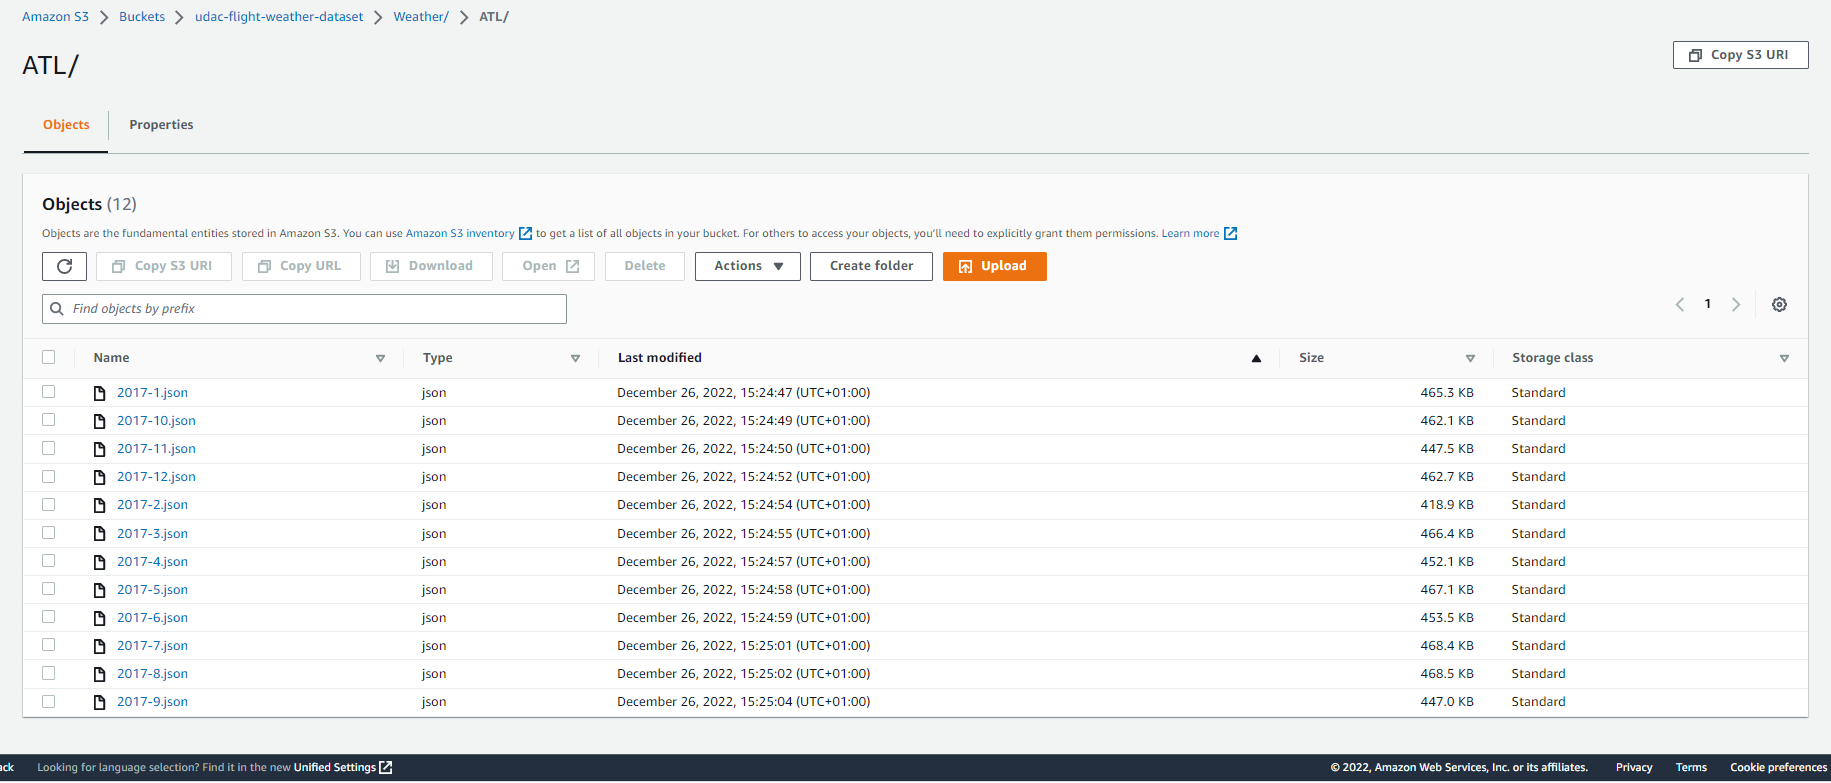 Amazon S3 > Buckets > udac-flight-weather-dataset > Weather/ > ATL/
ATL/
Copy S3 URI
Objects
Properties
Objects (12)
Objects are the fundamental entities stored in Amazon S3. You can use Amazon S3 inventory to get a list of all objects in your bucket. For others to access your objects, you'll need to explicitly grant them permissions. Learn more
Copy S3 URI Copy URL Download Open Delete Actions Create folder Upload
Find objects by prefix
1
Name Type Last modified Size Storage class
2017-1.json json December 26, 2022, 15:24:47 (UTC+01:00) 465.3 KB Standard
2017-10.json json December 26, 2022, 15:24:49 (UTC+01:00) 462.1 KB Standard
2017-11.json json December 26, 2022, 15:24:50 (UTC+01:00) 447.5 KB Standard
2017-12.json json December 26, 2022, 15:24:52 (UTC+01:00) 462.7 KB Standard
2017-2.json json December 26, 2022, 15:24:54 (UTC+01:00) 418.9 KB Standard
2017-3.json json December 26, 2022, 15:24:55 (UTC+01:00) 466.4 KB Standard
2017-4.json json December 26, 2022, 15:24:57 (UTC+01:00) 452.1 KB Standard
2017-5.json json December 26, 2022, 15:24:58 (UTC+01:00) 467.1 KB Standard
2017-6.json json December 26, 2022, 15:24:59 (UTC+01:00) 453.5 KB Standard
2017-7.json json December 26, 2022, 15:25:01 (UTC+01:00) 468.4 KB Standard
2017-8.json json December 26, 2022, 15:25:02 (UTC+01:00) 468.5 KB Standard
2017-9.json json December 26, 2022, 15:25:04 (UTC+01:00) 447.0 KB Standard
ack Looking for language selection? Find it in the new Unified Settings © 2022, Amazon Web Services, Inc. or its affiliates. Privacy Terms Cookie preferences